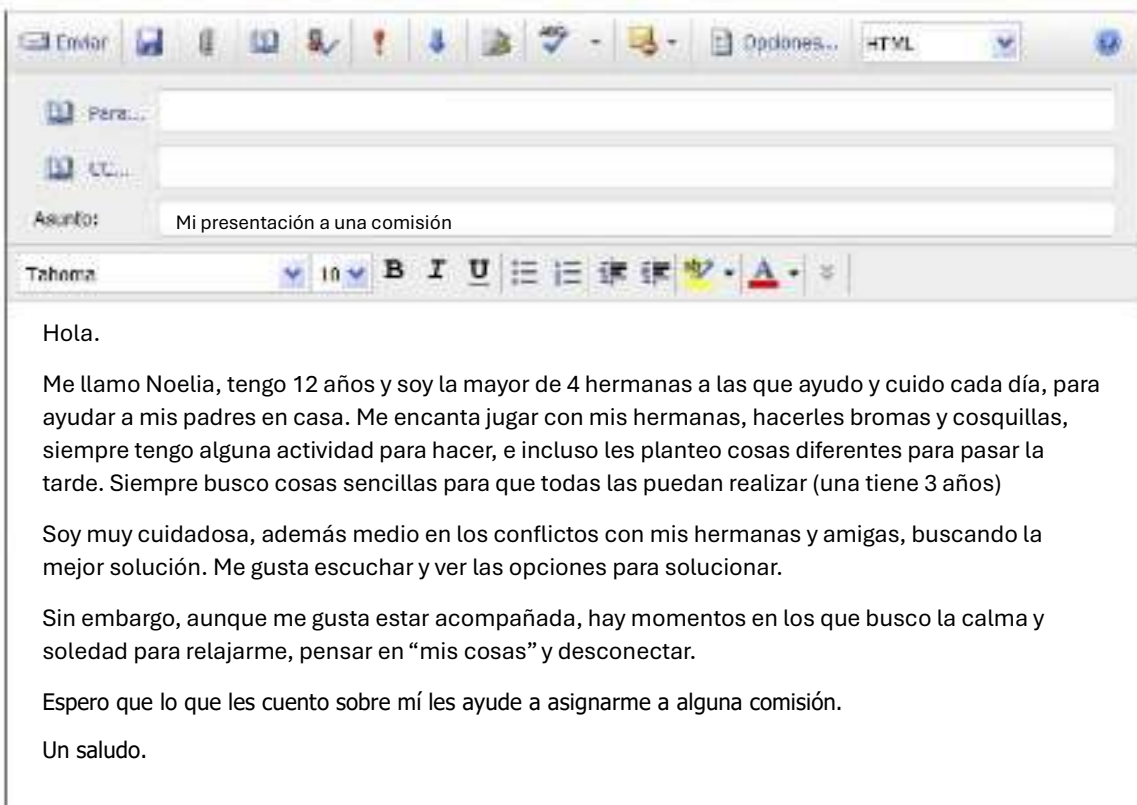 Enviar Opciones... HTML
Para...
CC...
Asunto: Mi presentación a una comisión
Tahoma 10 B I U A
Hola.
Me llamo Noelia, tengo 12 años y soy la mayor de 4 hermanas a las que ayudo y cuido cada día, para
ayudar a mis padres en casa. Me encanta jugar con mis hermanas, hacerles bromas y cosquillas,
siempre tengo alguna actividad para hacer, e incluso les planteo cosas diferentes para pasar la
tarde. Siempre busco cosas sencillas para que todas las puedan realizar (una tiene 3 años)
Soy muy cuidadosa, además medio en los conflictos con mis hermanas y amigas, buscando la
mejor solución. Me gusta escuchar y ver las opciones para solucionar.
Sin embargo, aunque me gusta estar acompañada, hay momentos en los que busco la calma y
soledad para relajarme, pensar en “mis cosas” y desconectar.
Espero que lo que les cuento sobre mí les ayude a asignarme a alguna comisión.
Un saludo.